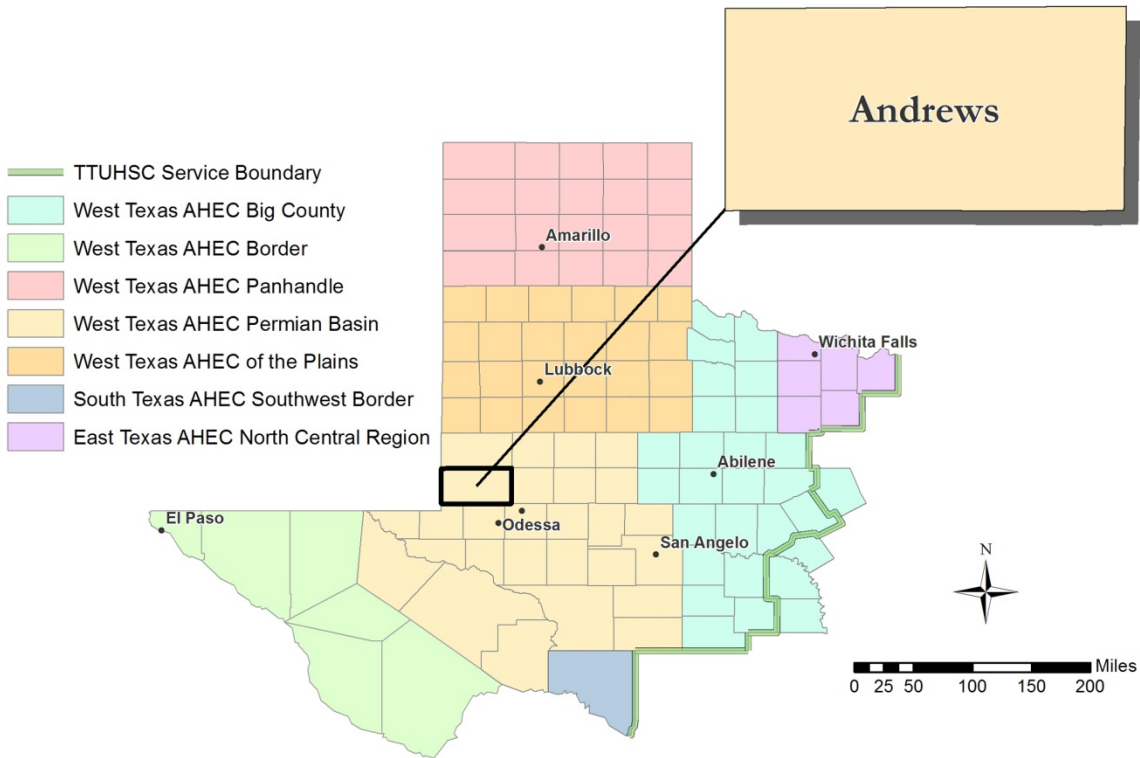 Andrews
TTUHSC Service Boundary
West Texas AHEC Big County
West Texas AHEC Border
West Texas AHEC Panhandle
West Texas AHEC Permian Basin
West Texas AHEC of the Plains
South Texas AHEC Southwest Border
East Texas AHEC North Central Region
Amarillo
Wichita Falls
Lubbock
Abilene
El Paso
Odessa
San Angelo
N
Miles
0 25 50 100 150 200